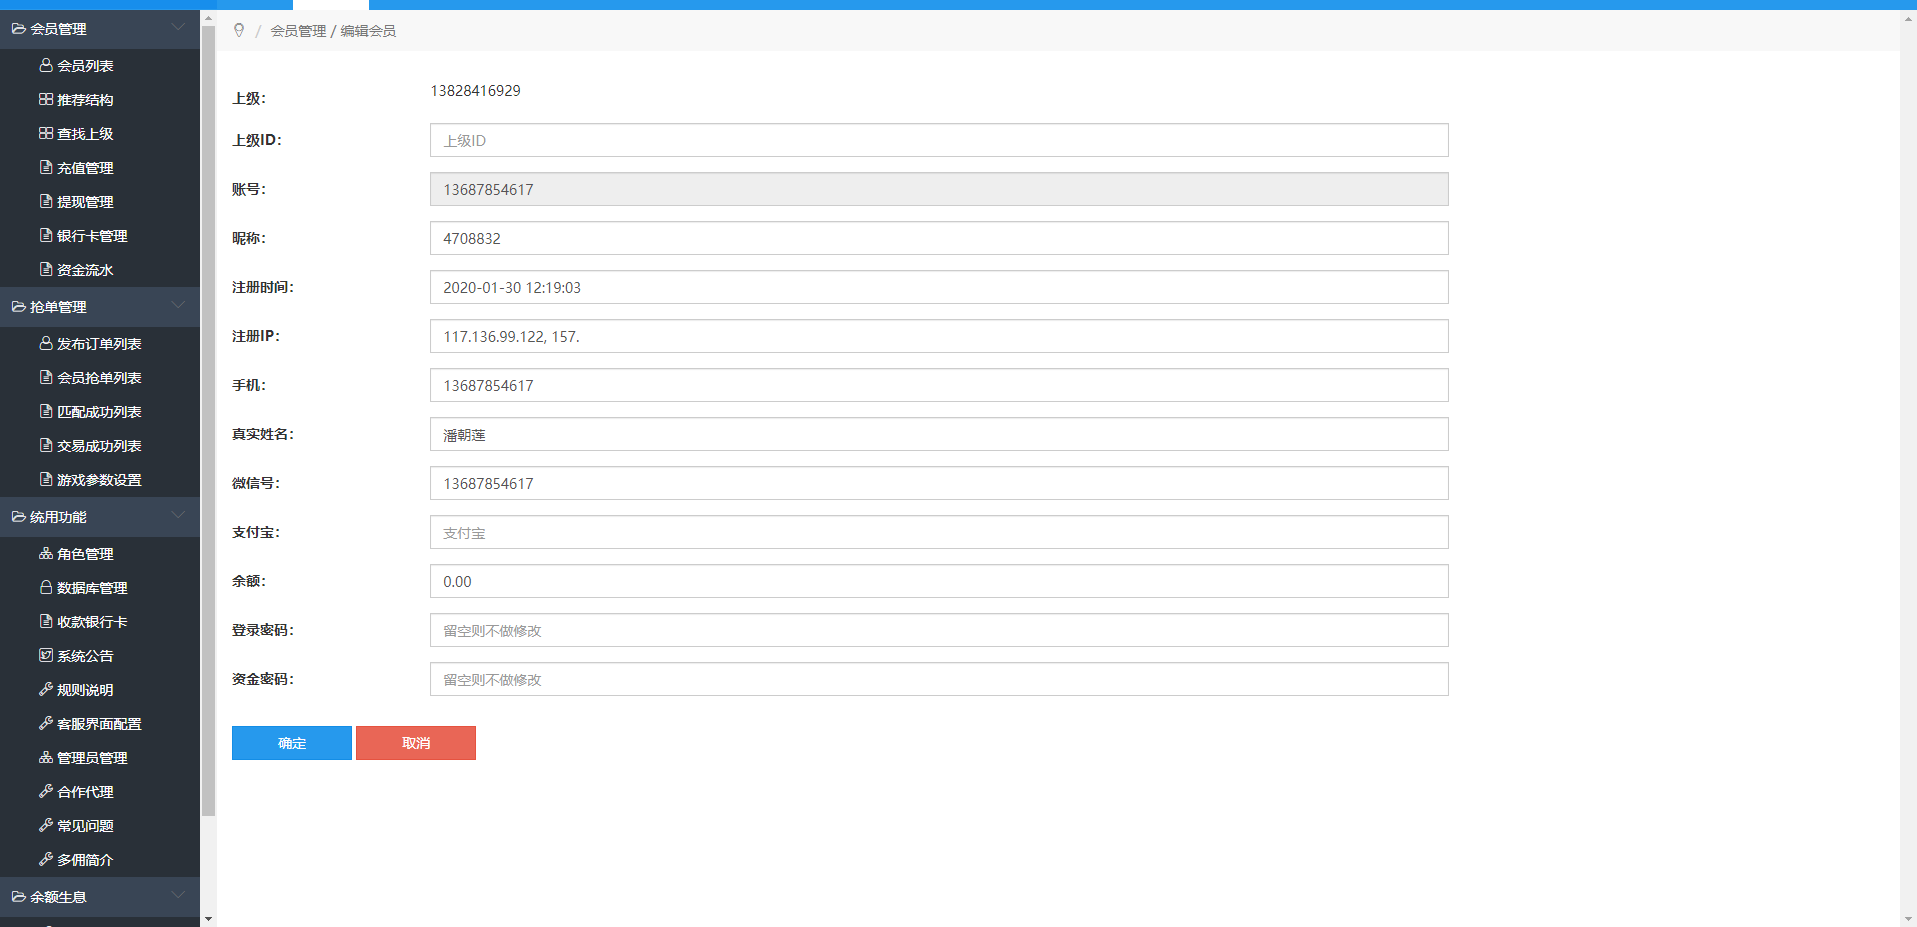 会员管理
会员列表
推荐结构
查找上级
充值管理
提现管理
银行卡管理
资金流水
抢单管理
发布订单列表
会员抢单列表
匹配成功列表
交易成功列表
游戏参数设置
统用功能
角色管理
数据库管理
收款银行卡
系统公告
规则说明
客服界面配置
管理员管理
合作代理
常见问题
多佣简介
余额生息
/ 会员管理 / 编辑会员
上级： 13828416929
上级ID： 上级ID
账号： 13687854617
昵称： 4708832
注册时间： 2020-01-30 12:19:03
注册IP： 117.136.99.122, 157.
手机： 13687854617
真实姓名： 潘朝莲
微信号： 13687854617
支付宝： 支付宝
余额： 0.00
登录密码： 留空则不做修改
资金密码： 留空则不做修改
确定 取消